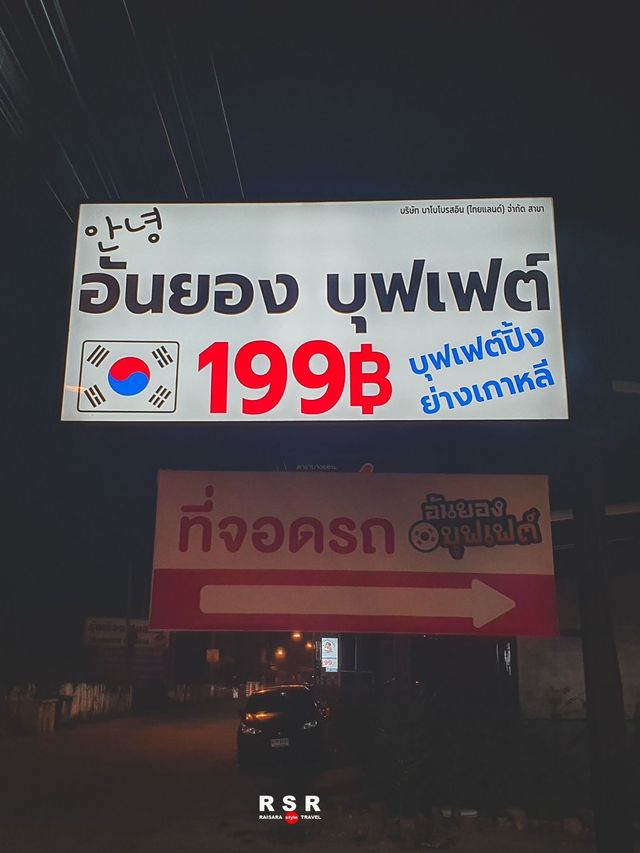 บริษัท บาโบโบรสอิน (ไทยแลนด์) จำกัด สาขา
안녕
อันยอง บุฟเฟต์
199฿
บุฟเฟต์ปิ้ง
ย่างเกาหลี
ที่จอดรถ
อันยอง
บุฟเฟต์
R S R
RAISARA style TRAVEL